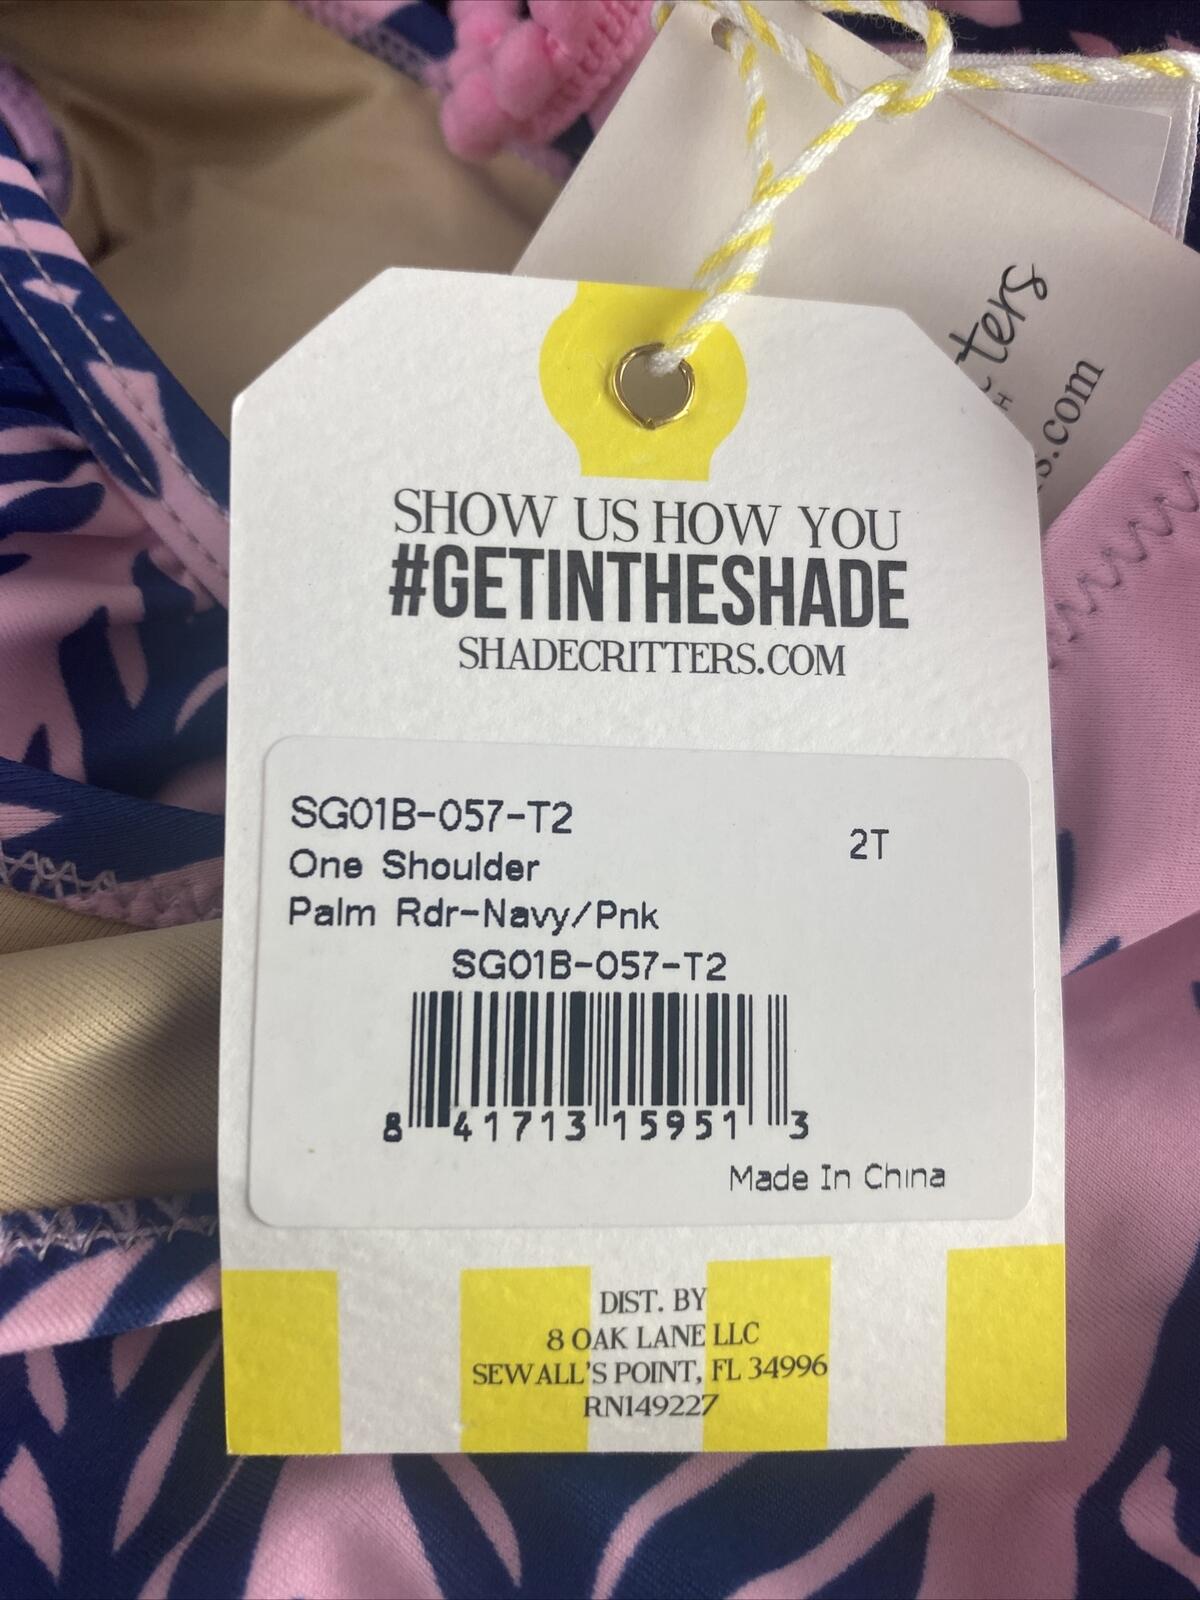 SHOW US HOW YOU
#GETINTHESHADE
SHADECRITTERS.COM
SG01B-057-T2
2T
One Shoulder
Palm Rdr-Navy/Pnk
SG01B-057-T2
8 41713 15951 3
Made In China
DIST. BY
8 OAK LANE LLC
SEWALL'S POINT, FL 34996
RN149227
tters
H
s.com